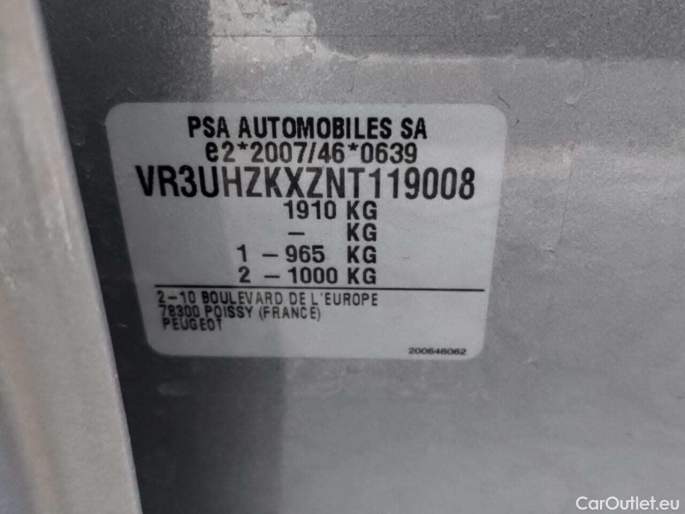 PSA AUTOMOBILES SA
e2*2007/46*0639
VR3UHZKXZNT119008
1910 KG
– KG
1 – 965 KG
2 – 1000 KG
2–10 BOULEVARD DE L'EUROPE
78300 POISSY (FRANCE)
PEUGEOT
200646062
CarOutlet.eu